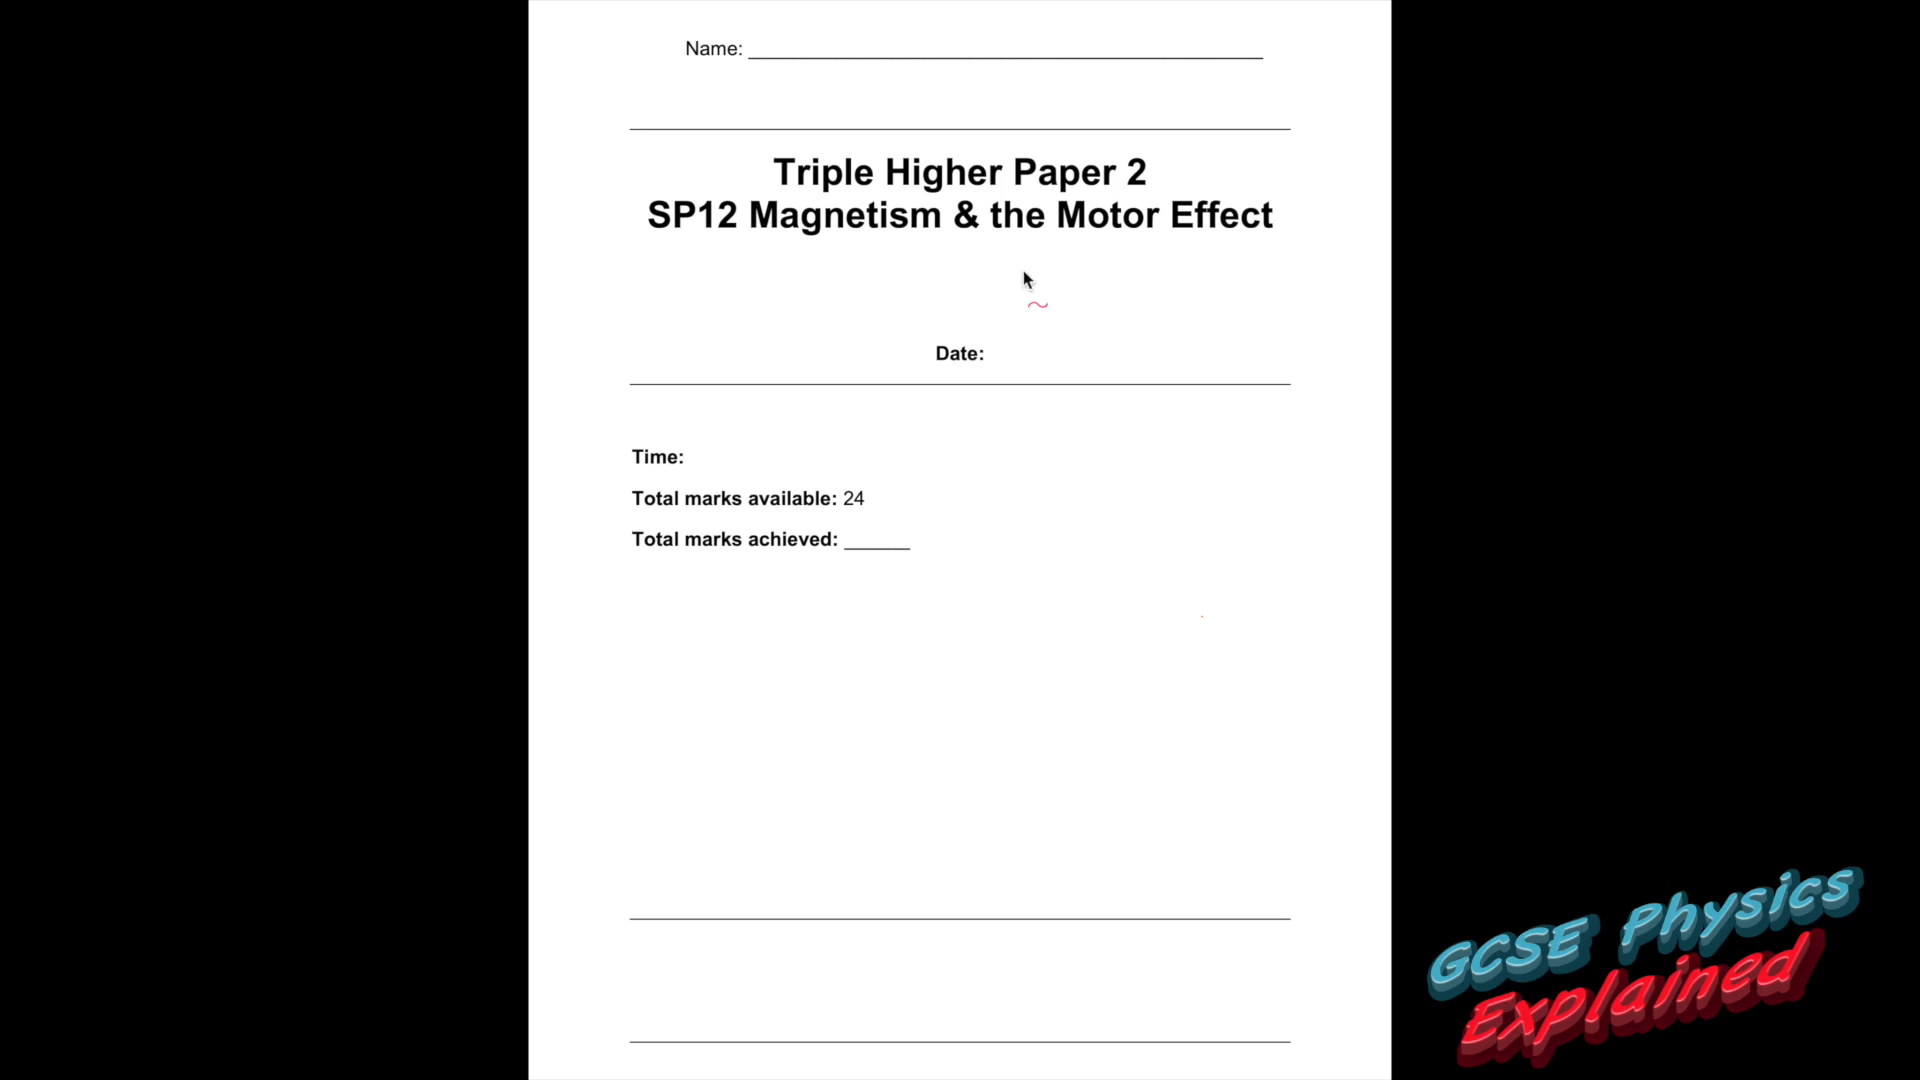 Name: ______________________________________________
Triple Higher Paper 2
SP12 Magnetism & the Motor Effect
Date:
Time:
Total marks available: 24
Total marks achieved: ______
GCSE Physics
Explained